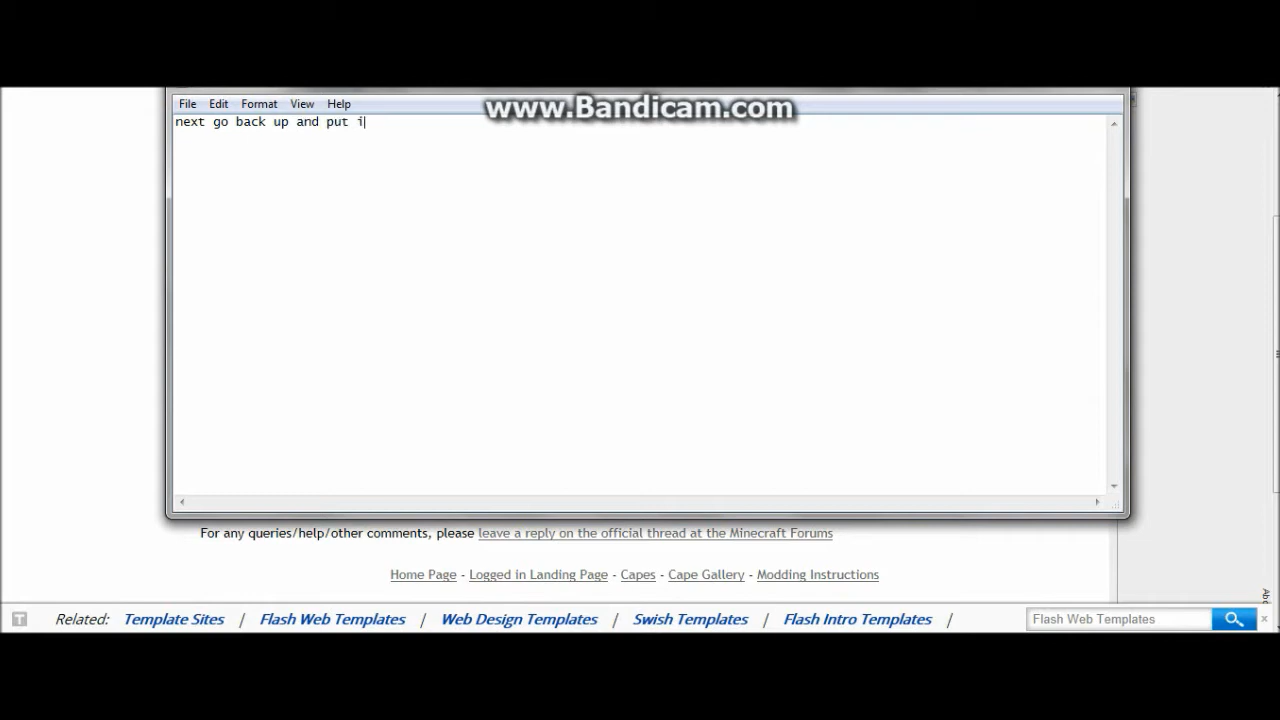 www.Bandicam.com
File Edit Format View Help
next go back up and put i
For any queries/help/other comments, please leave a reply on the official thread at the Minecraft Forums
Home Page - Logged in Landing Page - Capes - Cape Gallery - Modding Instructions
T Related: Template Sites / Flash Web Templates / Web Design Templates / Swish Templates / Flash Intro Templates / Flash Web Templates x